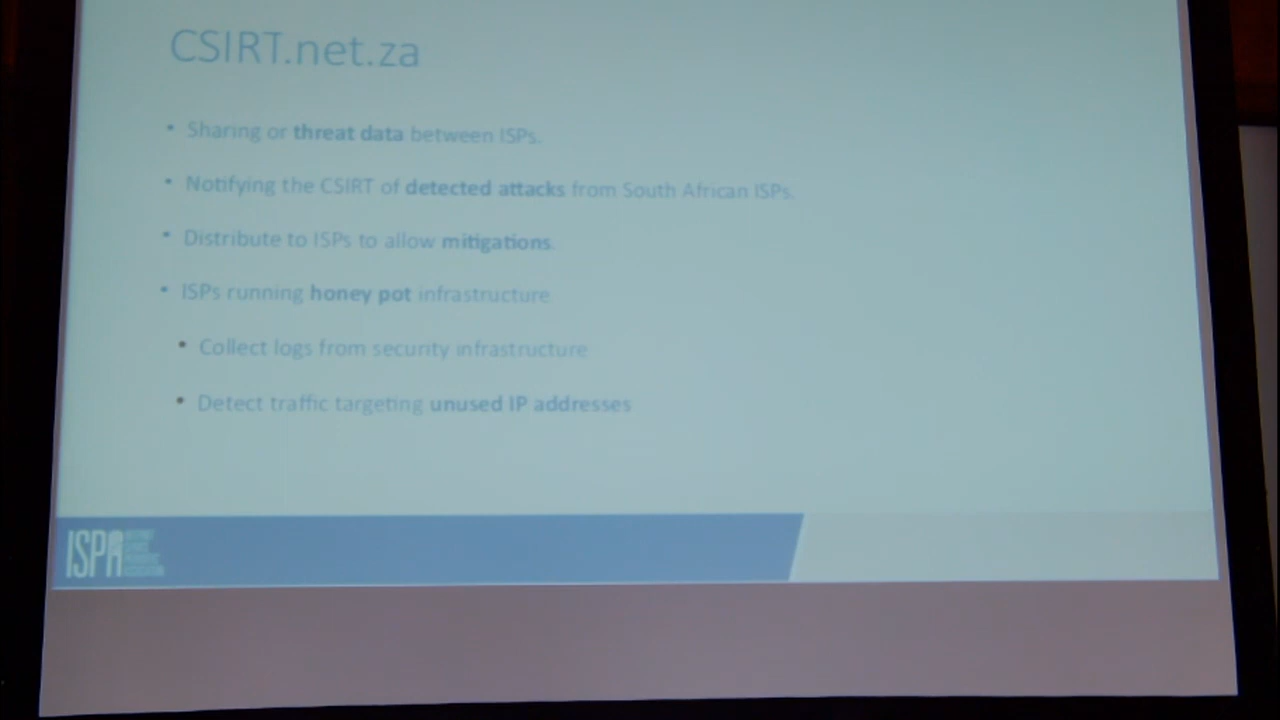 CSIRT.net.za
• Sharing or threat data between ISPs.
• Notifying the CSIRT of detected attacks from South African ISPs.
• Distribute to ISPs to allow mitigations.
• ISPs running honey pot infrastructure
• Collect logs from security infrastructure
• Detect traffic targeting unused IP addresses
ISPA